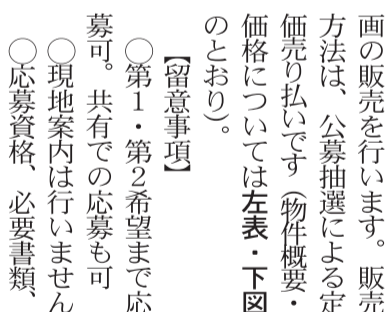 画の販売を行います。販売
方法は、公募抽選による定
価売り払いです（物件概要・
価格については左表・下図
のとおり）。
【留意事項】
○第１・第２希望まで応
募可。共有での応募も可
○現地案内は行いません
○応募資格、必要書類、